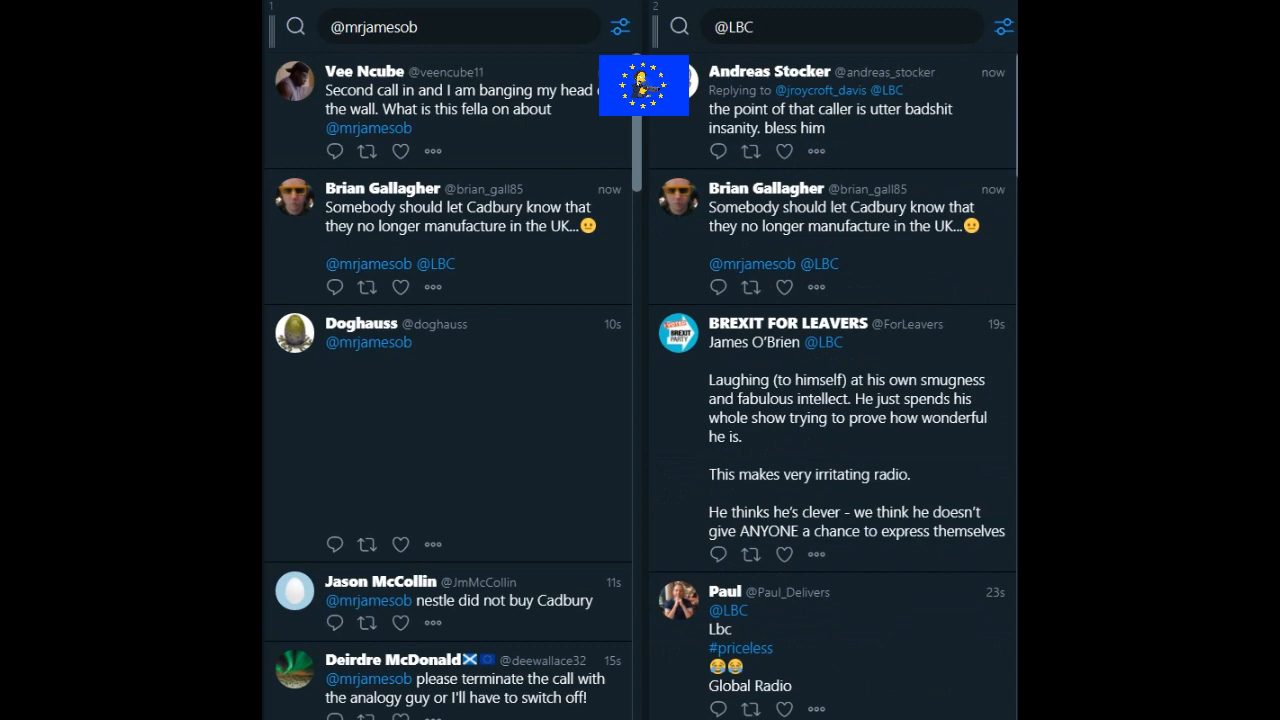 1
@mrjamesob
Vee Ncube @veencube11
Second call in and I am banging my head
the wall. What is this fella on about
@mrjamesob
Brian Gallagher @brian_gall85 now
Somebody should let Cadbury know that
they no longer manufacture in the UK...😐
@mrjamesob @LBC
Doghauss @doghauss 10s
@mrjamesob
Jason McCollin @JmMcCollin 11s
@mrjamesob nestle did not buy Cadbury
Deirdre McDonald🏴󠁧󠁢󠁳󠁣󠁴󠁿🇪🇺 @deewallace32 15s
@mrjamesob please terminate the call with
the analogy guy or I'll have to switch off!
2
@LBC
Andreas Stocker @andreas_stocker now
Replying to @jroycroft_davis @LBC
the point of that caller is utter badshit
insanity. bless him
Brian Gallagher @brian_gall85 now
Somebody should let Cadbury know that
they no longer manufacture in the UK...😐
@mrjamesob @LBC
BREXIT FOR LEAVERS @ForLeavers 19s
James O’Brien @LBC
Laughing (to himself) at his own smugness
and fabulous intellect. He just spends his
whole show trying to prove how wonderful
he is.
This makes very irritating radio.
He thinks he’s clever - we think he doesn’t
give ANYONE a chance to express themselves
Paul @Paul_Delivers 23s
@LBC
Lbc
#priceless
😂😂
Global Radio